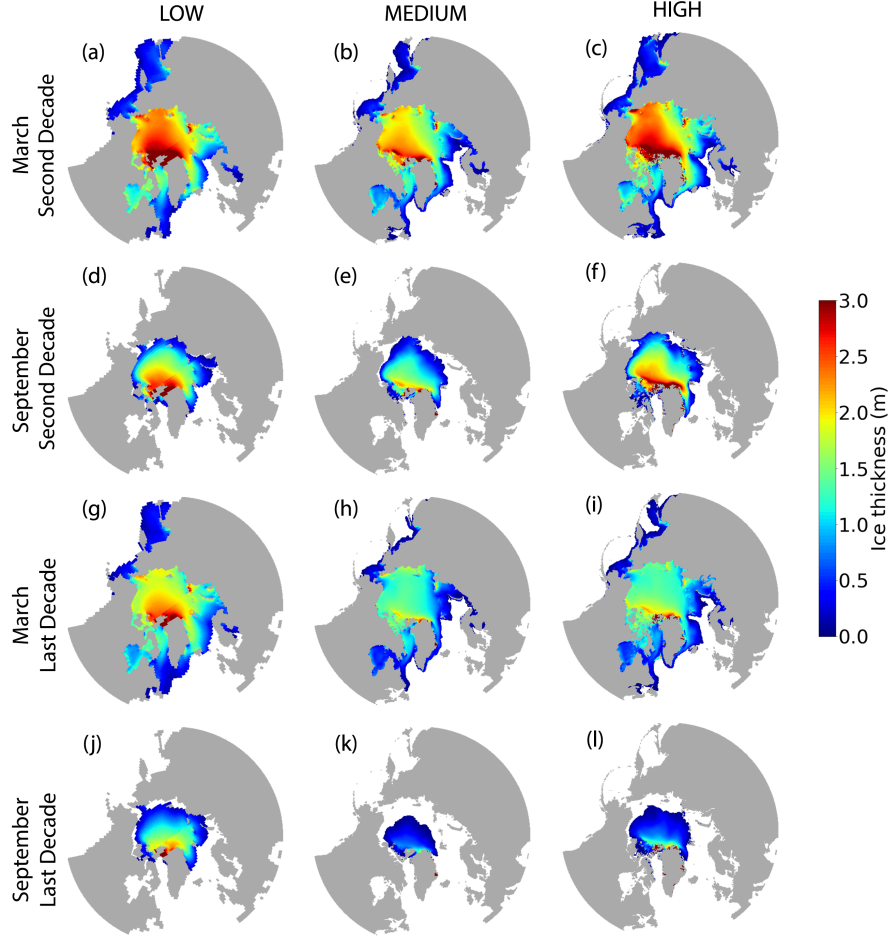 LOW MEDIUM HIGH
March
Second Decade
(a) (b) (c)
September
Second Decade
(d) (e) (f)
March
Last Decade
(g) (h) (i)
September
Last Decade
(j) (k) (l)
3.0
2.5
2.0
1.5
1.0
0.5
0.0
Ice thickness (m)